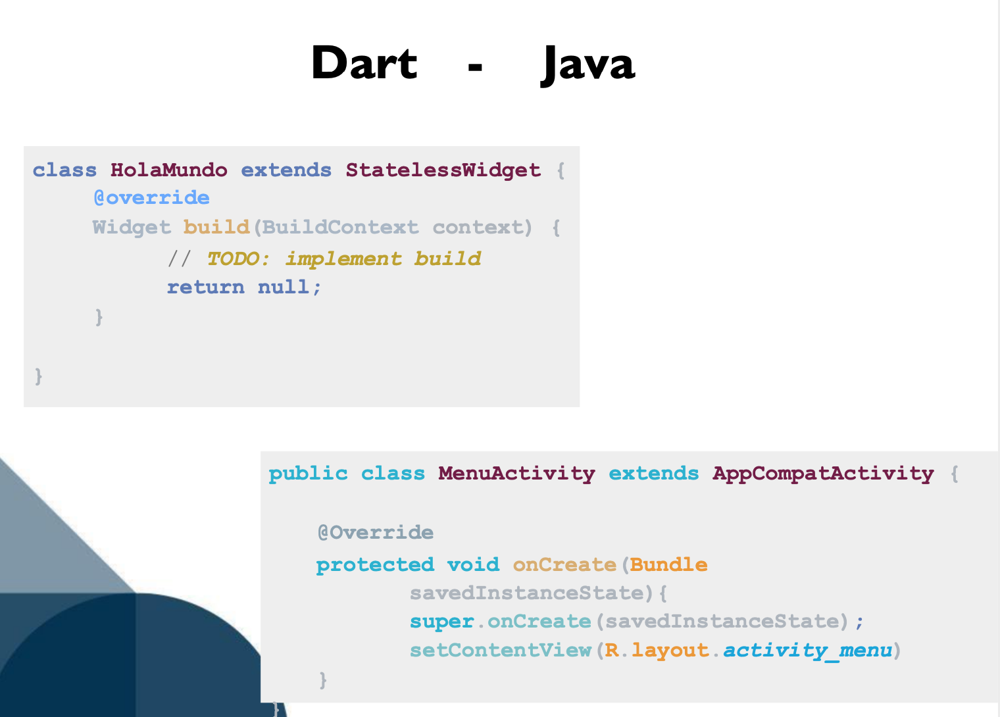 Dart - Java
class HolaMundo extends StatelessWidget {
@override
Widget build(BuildContext context) {
// TODO: implement build
return null;
}
}
public class MenuActivity extends AppCompatActivity {
@Override
protected void onCreate(Bundle
savedInstanceState){
super.onCreate(savedInstanceState);
setContentView(R.layout.activity_menu)
}
}